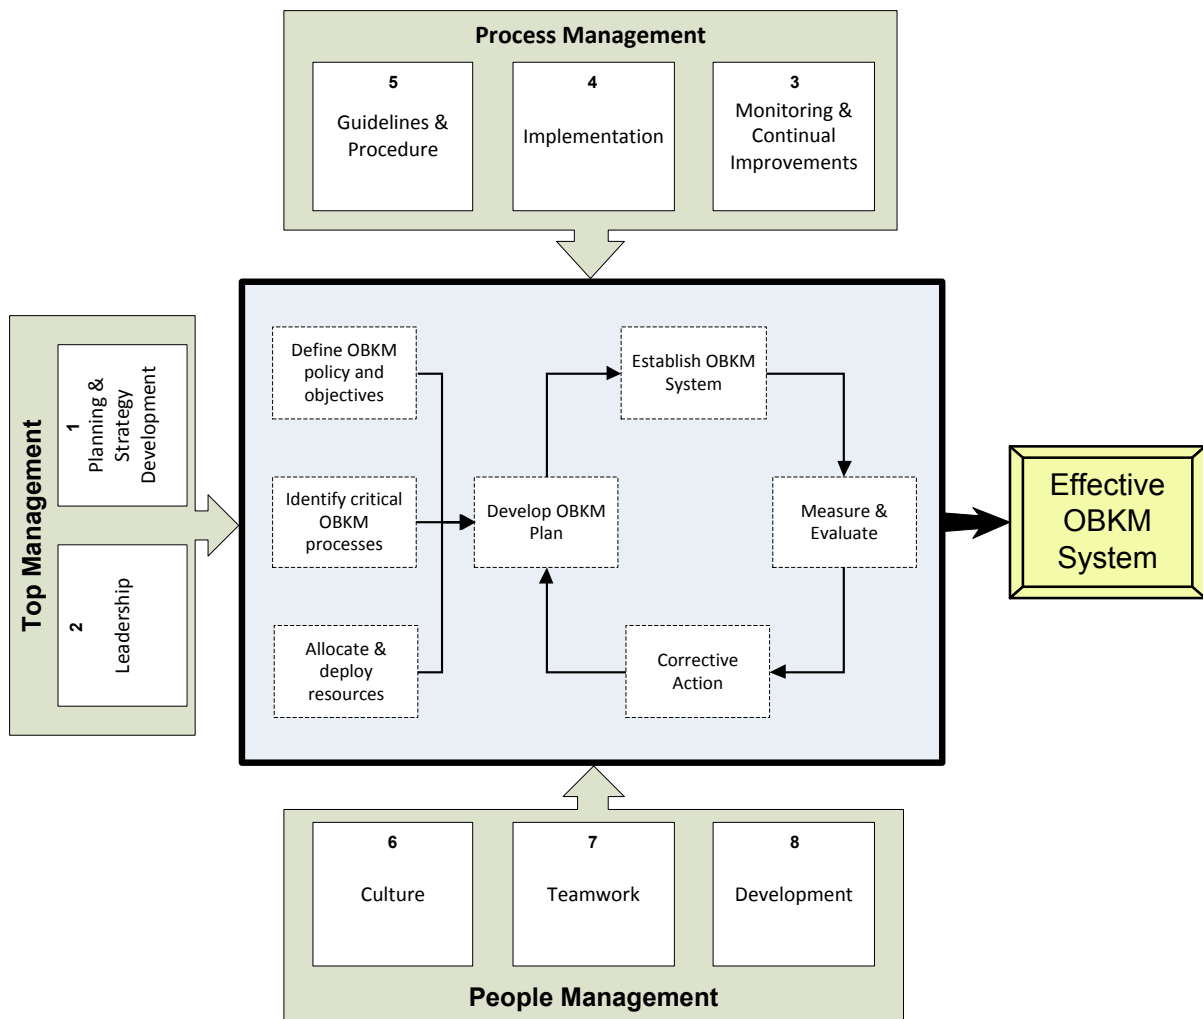 Process Management
5
Guidelines &
Procedure
4
Implementation
3
Monitoring &
Continual
Improvements
Top Management
1
Planning &
Strategy
Development
2
Leadership
Define OBKM
policy and
objectives
Identify critical
OBKM
processes
Allocate &
deploy
resources
Develop OBKM
Plan
Establish OBKM
System
Measure &
Evaluate
Corrective
Action
Effective
OBKM
System
6
Culture
7
Teamwork
8
Development
People Management